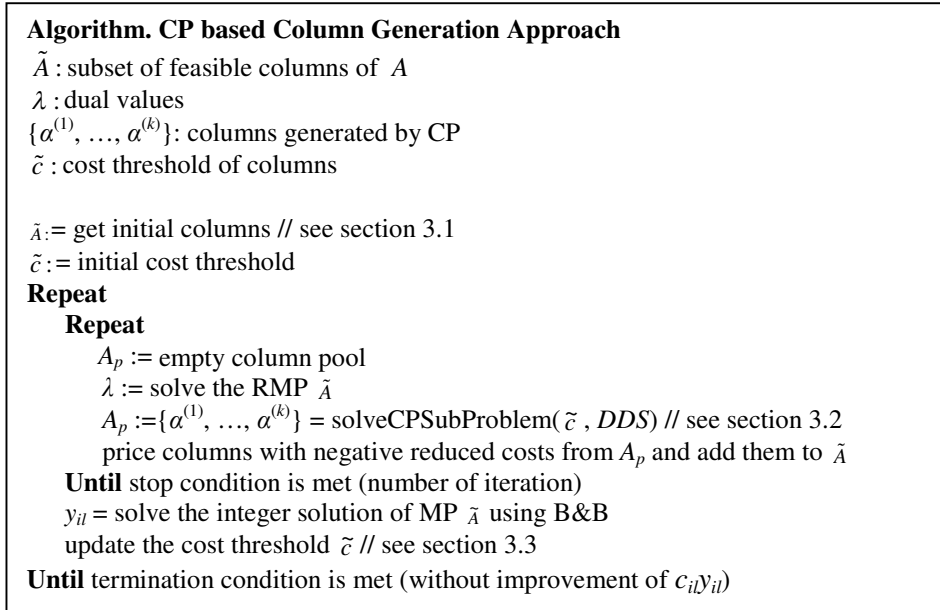 Algorithm. CP based Column Generation Approach
Ã : subset of feasible columns of A
λ : dual values
{α⁽¹⁾, …, α⁽ᵏ⁾}: columns generated by CP
c̃ : cost threshold of columns
Ã := get initial columns // see section 3.1
c̃ := initial cost threshold
Repeat
Repeat
Aₚ := empty column pool
λ := solve the RMP Ã
Aₚ :={α⁽¹⁾, …, α⁽ᵏ⁾} = solveCPSubProblem( c̃ , DDS) // see section 3.2
price columns with negative reduced costs from Aₚ and add them to Ã
Until stop condition is met (number of iteration)
yᵢₗ = solve the integer solution of MP Ã using B&B
update the cost threshold c̃ // see section 3.3
Until termination condition is met (without improvement of cᵢₗyᵢₗ)